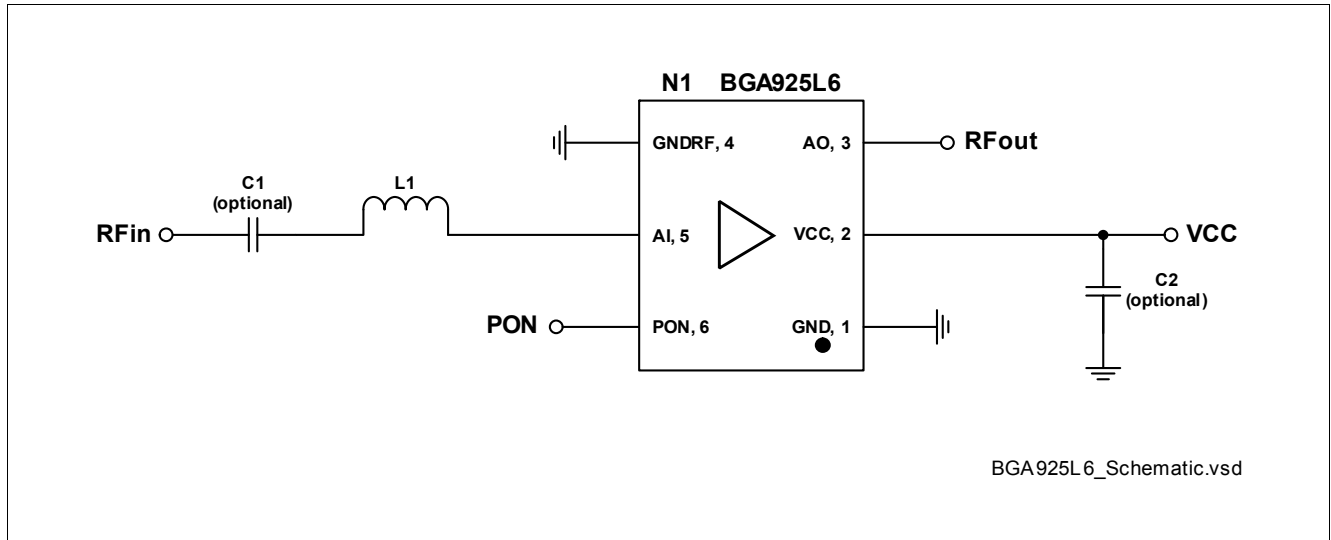 N1 BGA925L6
GNDRF, 4
AO, 3
RFout
C1
(optional)
L1
RFin
AI, 5
VCC, 2
VCC
C2
(optional)
PON
PON, 6
GND, 1
BGA925L6_Schematic.vsd